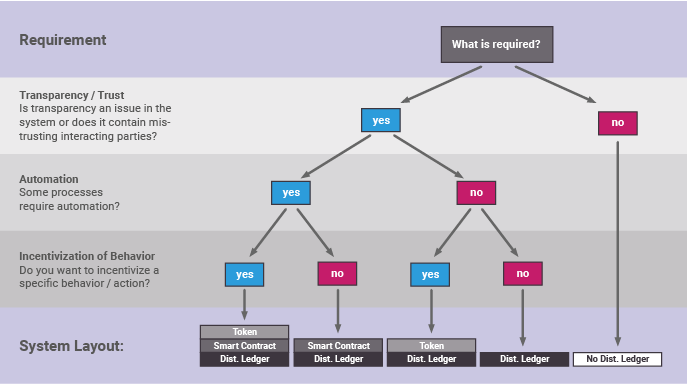 Requirement
What is required?
Transparency / Trust
Is transparency an issue in the
system or does it contain mis-
trusting interacting parties?
yes
no
Automation
Some processes
require automation?
yes
no
Incentivization of Behavior
Do you want to incentivize a
specific behavior / action?
yes
no
yes
no
System Layout:
Token
Smart Contract
Dist. Ledger
Smart Contract
Dist. Ledger
Token
Dist. Ledger
Dist. Ledger
No Dist. Ledger